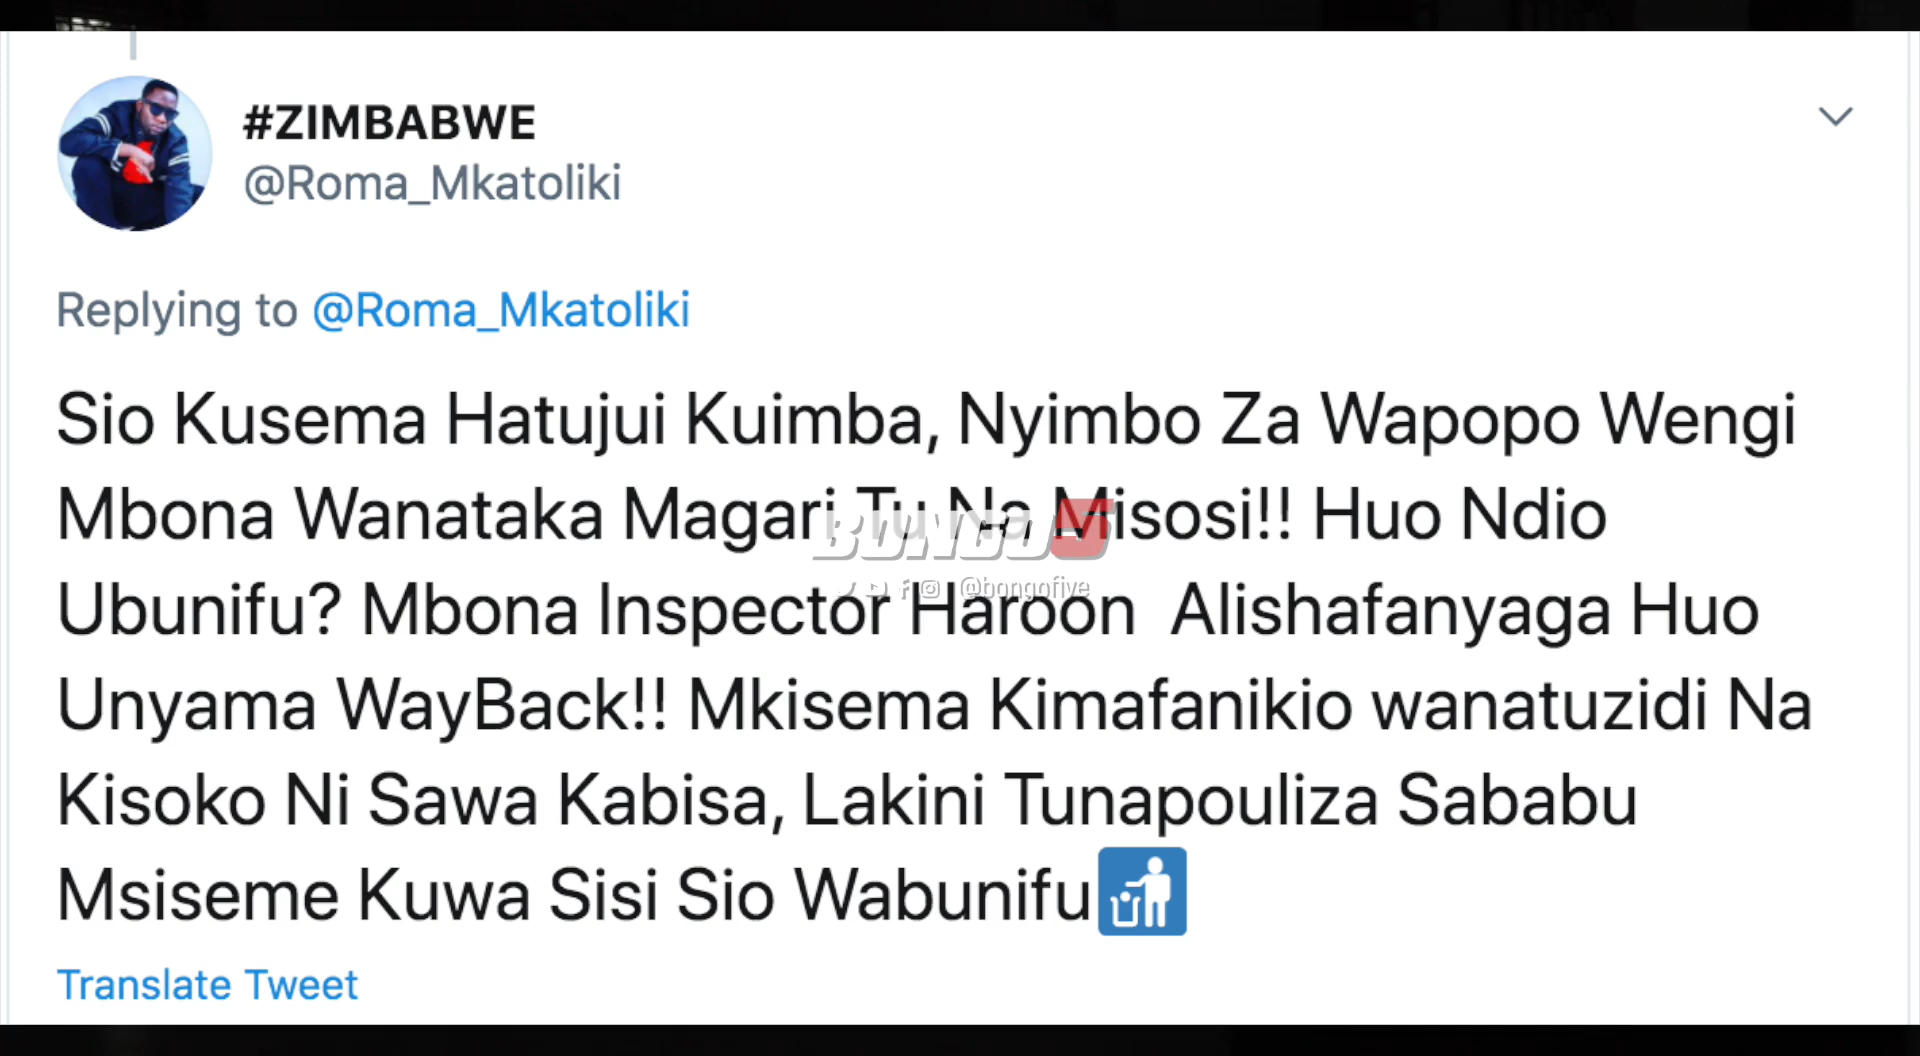 #ZIMBABWE
@Roma_Mkatoliki
Replying to @Roma_Mkatoliki
Sio Kusema Hatujui Kuimba, Nyimbo Za Wapopo Wengi
Mbona Wanataka Magari Tu Na Misosi!! Huo Ndio
BONGO5
@bongofive
Ubunifu? Mbona Inspector Haroon Alishafanyaga Huo
Unyama WayBack!! Mkisema Kimafanikio wanatuzidi Na
Kisoko Ni Sawa Kabisa, Lakini Tunapouliza Sababu
Msiseme Kuwa Sisi Sio Wabunifu🚮
Translate Tweet